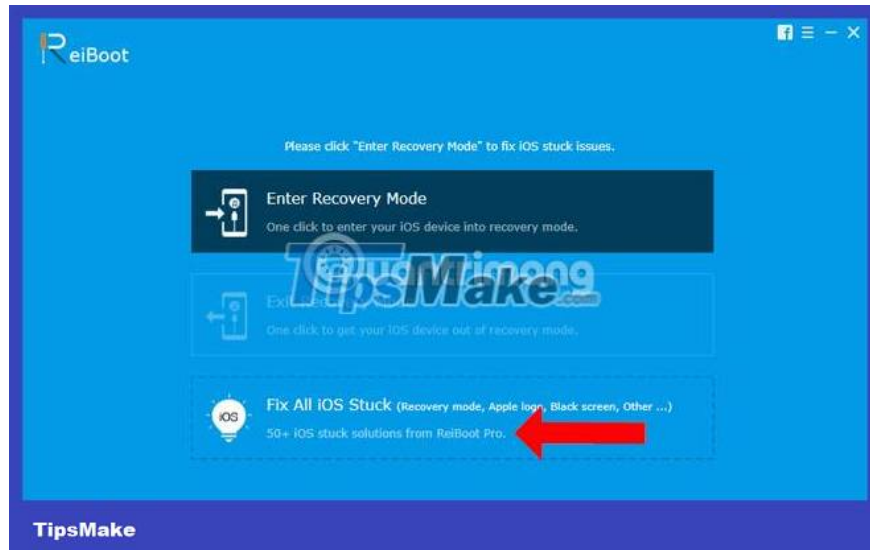 ReiBoot
Please click "Enter Recovery Mode" to fix iOS stuck issues.
Enter Recovery Mode
One click to enter your iOS device into recovery mode.
Quantrimang
TipsMake.com
Exit
One click to get your iOS device out of recovery mode.
Fix All iOS Stuck (Recovery mode, Apple logo, Black screen, Other ...)
iOS
50+ iOS stuck solutions from ReiBoot Pro.
TipsMake